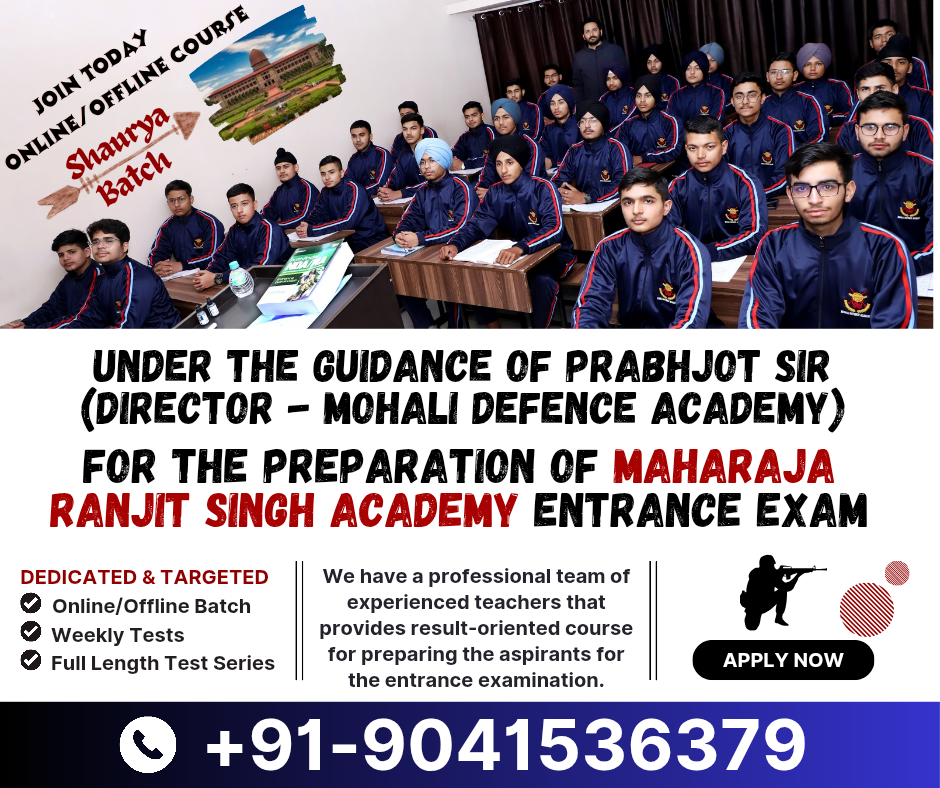 JOIN TODAY
ONLINE/OFFLINE COURSE
Shaurya
Batch
NDA/NA
UNDER THE GUIDANCE OF PRABHJOT SIR
(DIRECTOR - MOHALI DEFENCE ACADEMY)
FOR THE PREPARATION OF MAHARAJA
RANJIT SINGH ACADEMY ENTRANCE EXAM
DEDICATED & TARGETED
Online/Offline Batch
Weekly Tests
Full Length Test Series
We have a professional team of
experienced teachers that
provides result-oriented course
for preparing the aspirants for
the entrance examination.
APPLY NOW
+91-9041536379